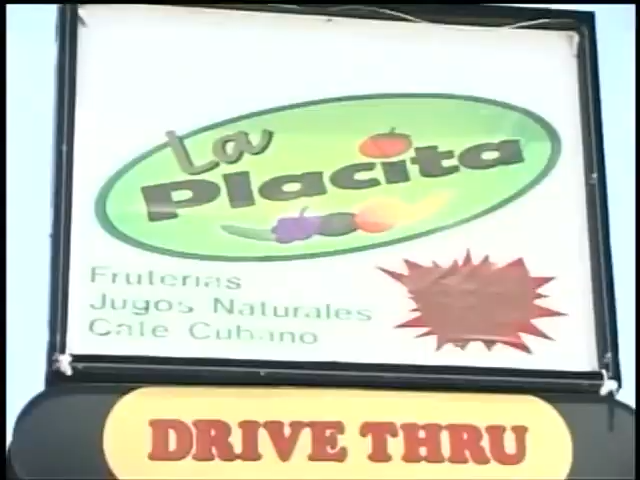 La
Placita
Fruterias
Jugos Naturales
Cafe Cubano
DRIVE THRU